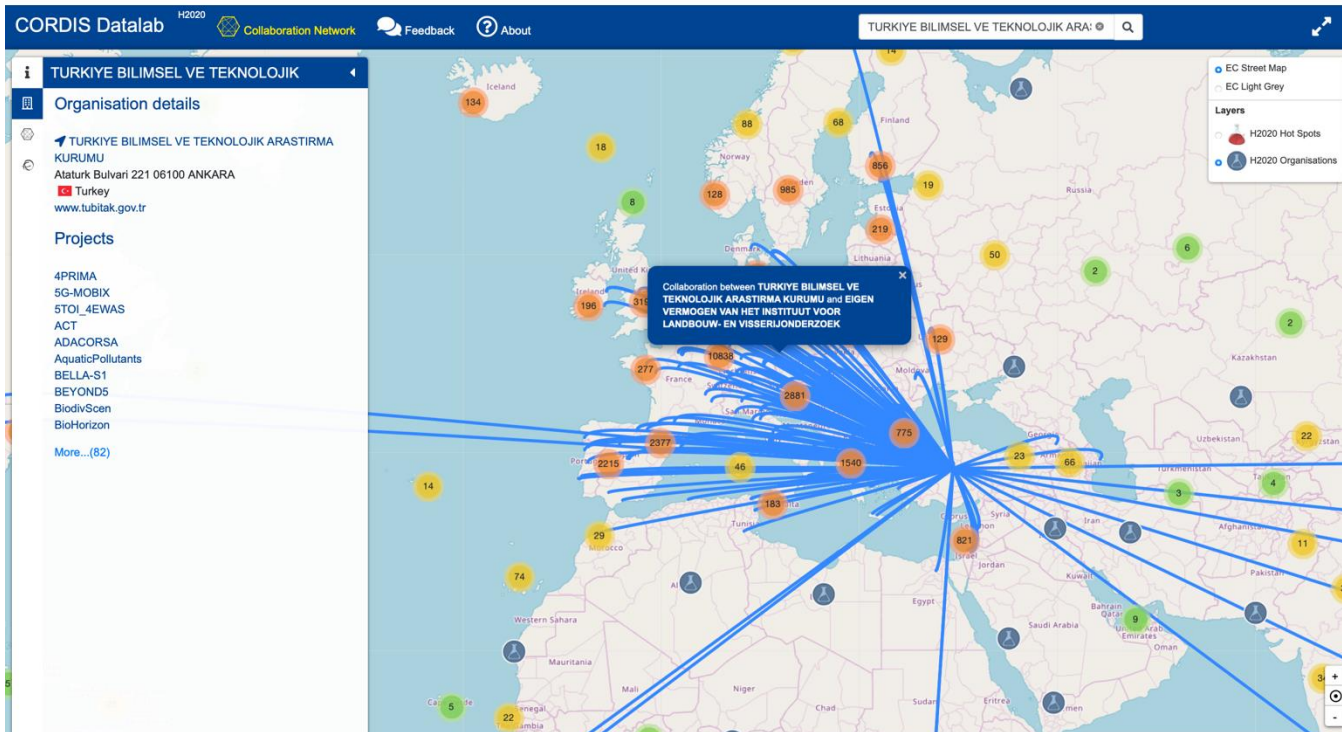 CORDIS Datalab H2020 Collaboration Network Feedback About TURKIYE BILIMSEL VE TEKNOLOJIK ARA:
TURKIYE BILIMSEL VE TEKNOLOJIK
Organisation details
TURKIYE BILIMSEL VE TEKNOLOJIK ARASTIRMA
KURUMU
Ataturk Bulvari 221 06100 ANKARA
Turkey
www.tubitak.gov.tr
Projects
4PRIMA
5G-MOBIX
5TOI_4EWAS
ACT
ADACORSA
AquaticPollutants
BELLA-S1
BEYOND5
BiodivScen
BioHorizon
More...(82)
EC Street Map
EC Light Grey
Layers
H2020 Hot Spots
H2020 Organisations
Collaboration between TURKIYE BILIMSEL VE
TEKNOLOJIK ARASTIRMA KURUMU and EIGEN
VERMOGEN VAN HET INSTITUUT VOOR
LANDBOUW- EN VISSERIJONDERZOEK
14
Iceland
134
88
68
Finland
18
Norway
856
128
985
19
Russia
8
219
Denmark
Lithuania
50
6
2
196
129
2
277
10838
France
Moldova
Kazakhstan
2881
775
Uzbekistan
22
2377
2215
46
1540
23
66
Turkmenistan
3
4
14
183
Tunis
Syria
Iran
Afghanistan
29
Morocco
821
Israel
Jordan
11
74
Kuwait
Pakistan
Egypt
Western Sahara
Bahrain
9
Saudi Arabia
Emirates
Oman
Mauritania
Mali
Niger
Chad
Sudan
Eritrea
5
22
34
+
-